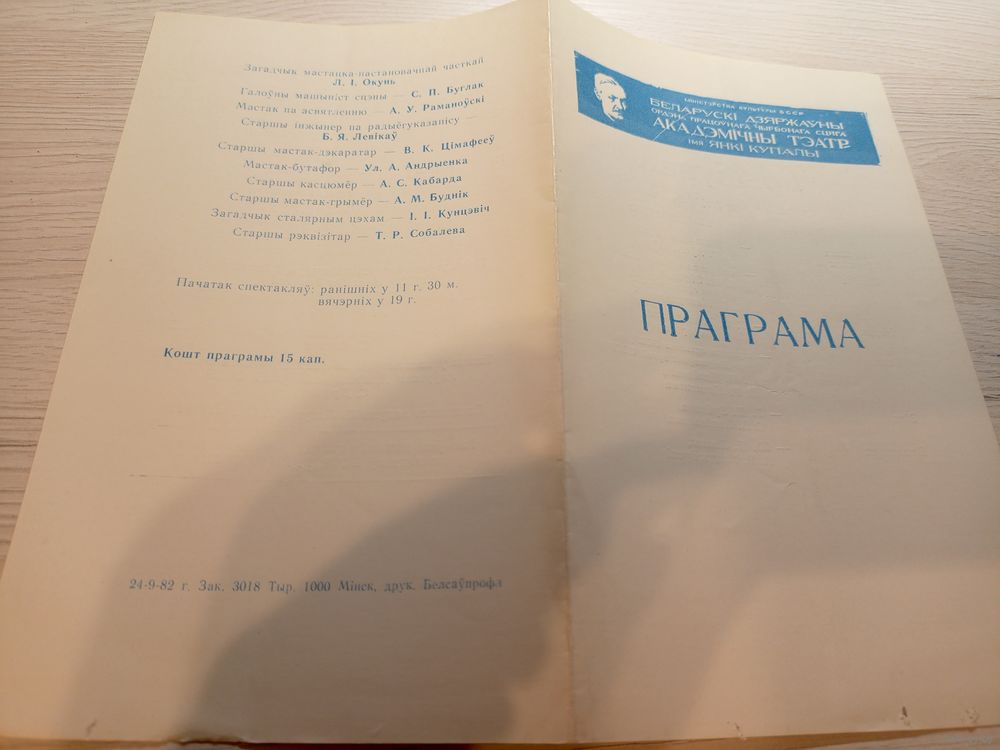 Загадчык мастацка-пастановачнай часткай
Л. І. Окунь
Галоўны машыніст сцэны — С. П. Буглак
Мастак па асвятленню — А. У. Раманоўскі
Старшы інжынер па радыёгуказапісу —
Б. Я. Левікаў
Старшы мастак-дэкаратар — В. К. Цімафееў
Мастак-бутафор — Ул. А. Андрыенка
Старшы касцюмёр — А. С. Кабарда
Старшы мастак-грымёр — А. М. Буднік
Загадчык сталярным цэхам — І. І. Кунцэвіч
Старшы рэквізітар — Т. Р. Собалева
Пачатак спектакляў: ранішніх у 11 г. 30 м.
вячэрніх у 19 г.
Кошт праграмы 15 кап.
24-9-82 г. Зак. 3018 Тыр. 1000 Мінск, друк. Белсаўпрофа
МІНІСТЭРСТВА КУЛЬТУРЫ БССР
БЕЛАРУСКІ ДЗЯРЖАЎНЫ
ОРДЭНА ПРАЦОЎНАГА ЧЫРВОНАГА СЦЯГА
АКАДЭМІЧНЫ ТЭАТР
ІМЯ ЯНКІ КУПАЛЫ
ПРАГРАМА